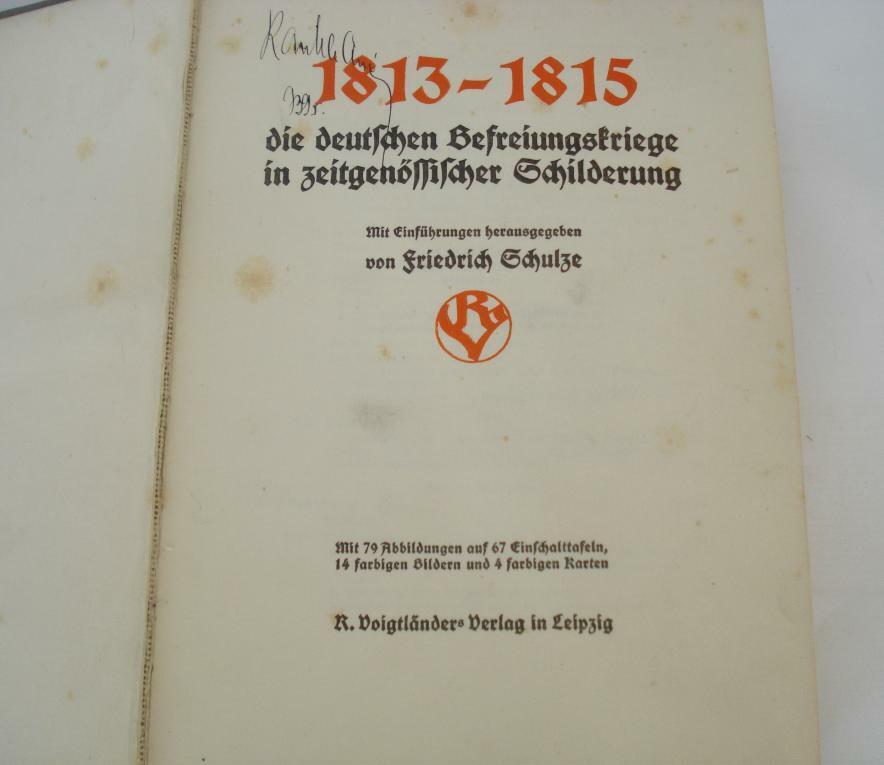 1813-1815
die deutſchen Befreiungskriege
in zeitgenöſſiſcher Schilderung
Mit Einführungen herausgegeben
von Friedrich Schulze
Mit 79 Abbildungen auf 67 Einſchalttafeln,
14 farbigen Bildern und 4 farbigen Karten
R. Voigtländers Verlag in Leipzig